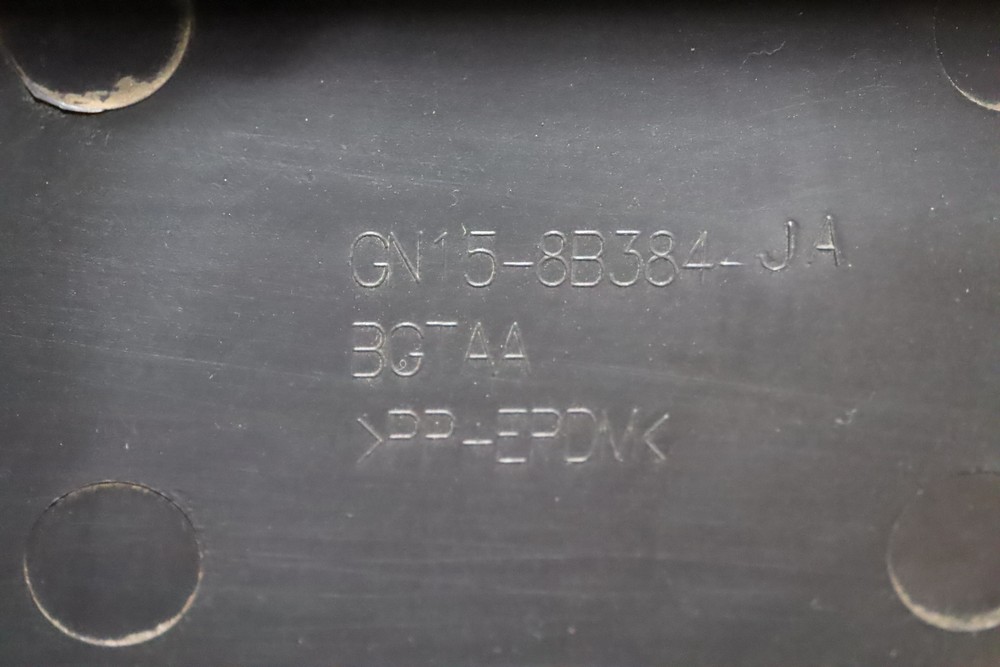 GN15-8B384-JA
BGTAA
>PP-EPDM<